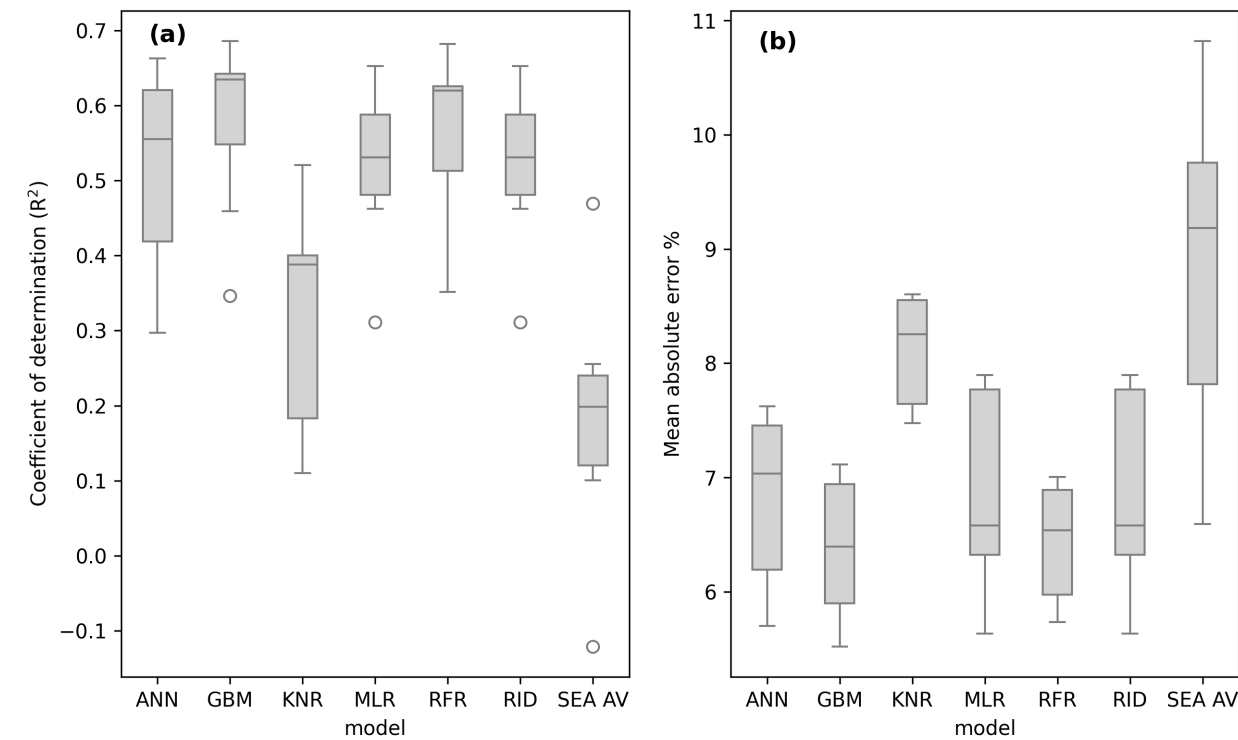 (a)
Coefficient of determination (R²)
0.7
0.6
0.5
0.4
0.3
0.2
0.1
0.0
−0.1
ANN GBM KNR MLR RFR RID SEA AV
model
(b)
Mean absolute error %
11
10
9
8
7
6
ANN GBM KNR MLR RFR RID SEA AV
model